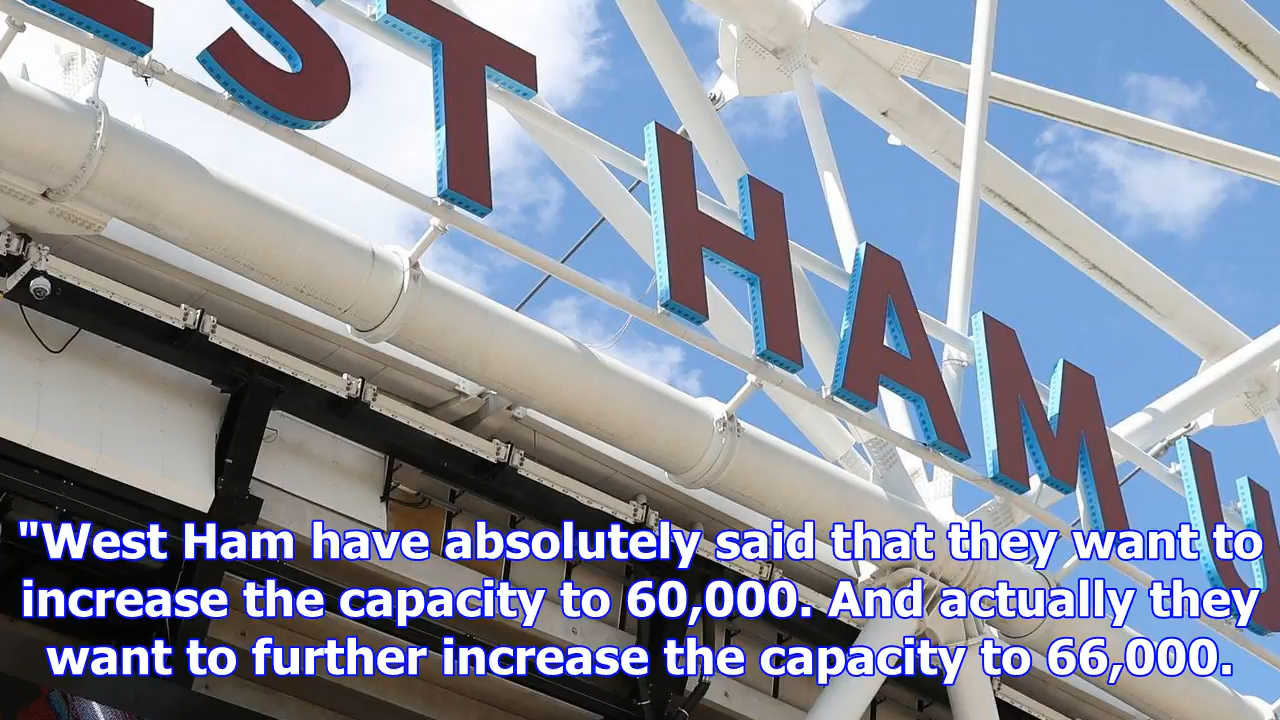 EST HAM U
"West Ham have absolutely said that they want to
increase the capacity to 60,000. And actually they
want to further increase the capacity to 66,000.